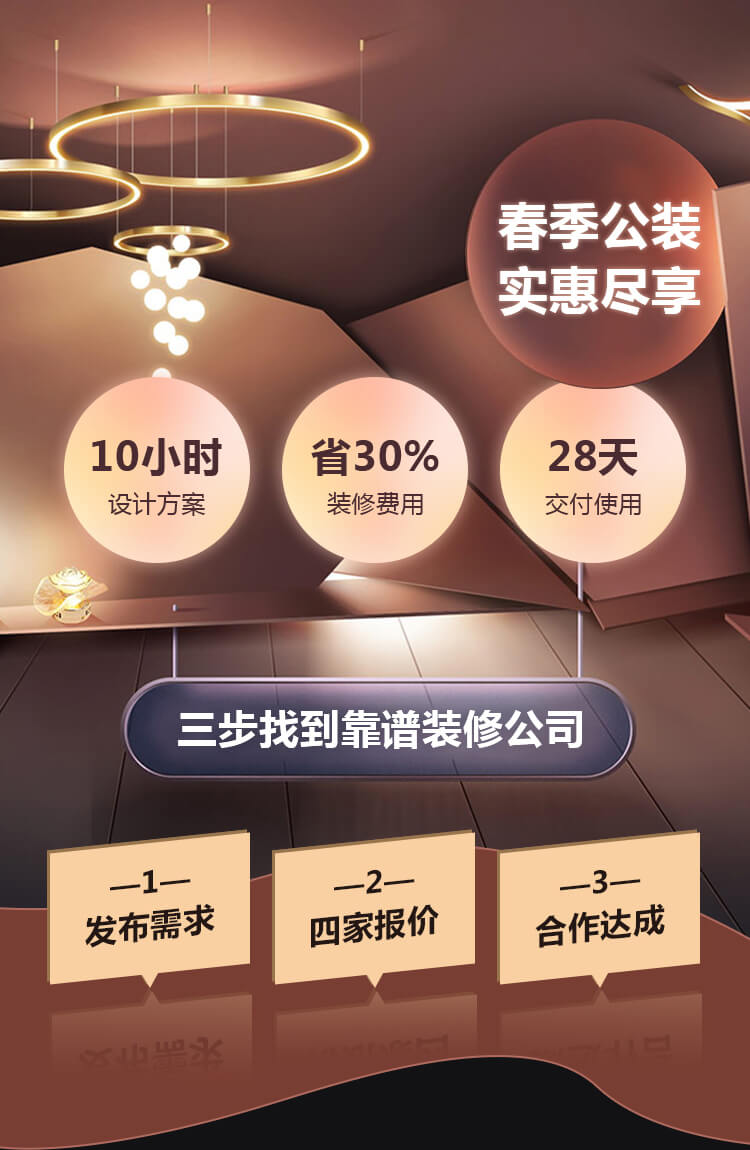 春季公装
实惠尽享
10小时
设计方案
省30%
装修费用
28天
交付使用
三步找到靠谱装修公司
—1—
发布需求
—2—
四家报价
—3—
合作达成